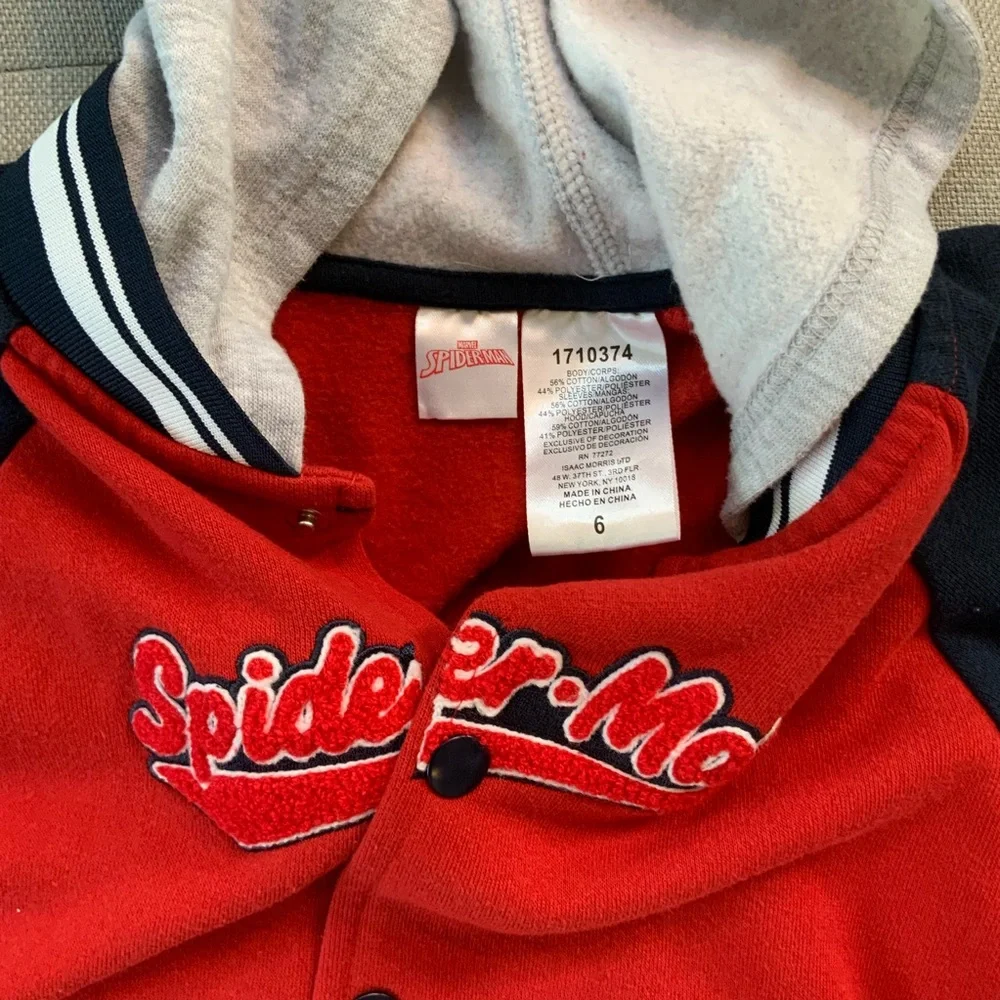 MARVEL
SPIDER-MAN
1710374
BODY/CORPS:
56% COTTON/ALGODÓN
44% POLYESTER/POLIÉSTER
SLEEVES MANGAS:
56% COTTON/ALGODÓN
44% POLYESTER/POLIÉSTER
HOOD/CAPUCHA
59% COTTON/ALGODÓN
41% POLYESTER/POLIÉSTER
EXCLUSIVE OF DECORATION
EXCLUSIVO DE DECORACIÓN
RN 77272
ISAAC MORRIS LTD
48 W. 37TH ST., 3RD FLR
NEW YORK, NY 10018
MADE IN CHINA
HECHO EN CHINA
6
Spider-Ma